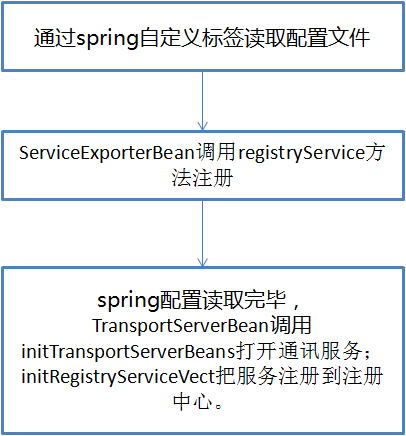 通过spring自定义标签读取配置文件
ServiceExporterBean调用registryService方
法注册
spring配置读取完毕，
TransportServerBean调用
initTransportServerBeans打开通讯服务；
initRegistryServiceVect把服务注册到注册
中心。